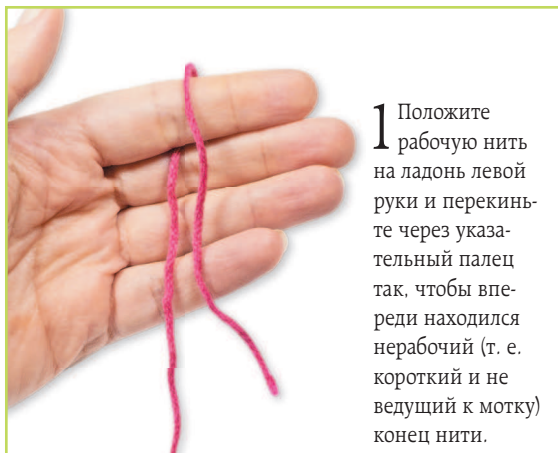 1 Положите
рабочую нить
на ладонь левой
руки и перекинь-
те через указа-
тельный палец
так, чтобы впе-
реди находился
нерабочий (т. е.
короткий и не
ведущий к мотку)
конец нити.